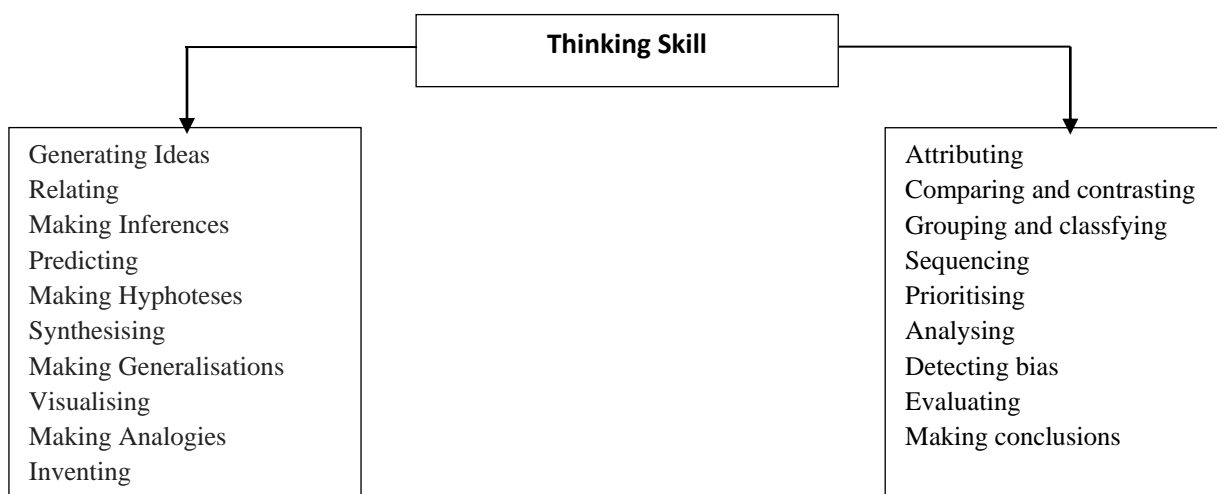 Thinking Skill
Generating Ideas
Relating
Making Inferences
Predicting
Making Hyphoteses
Synthesising
Making Generalisations
Visualising
Making Analogies
Inventing
Attributing
Comparing and contrasting
Grouping and classfying
Sequencing
Prioritising
Analysing
Detecting bias
Evaluating
Making conclusions